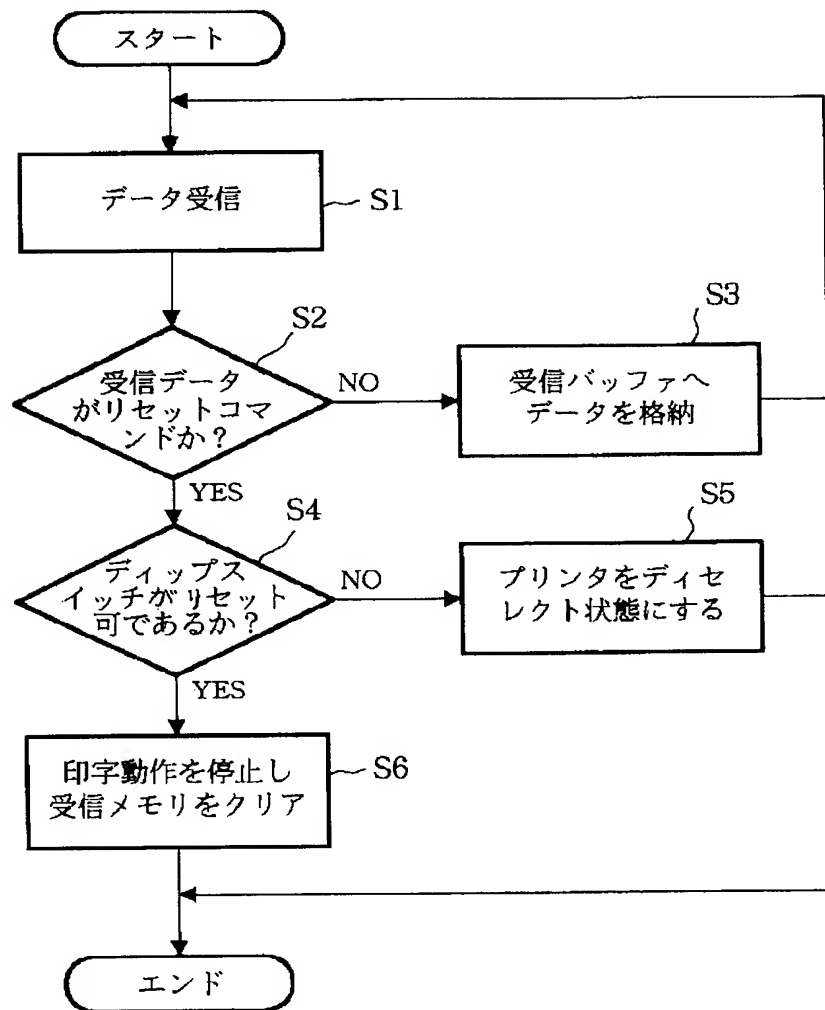 スタート
データ受信
S1
S2
受信データ
がリセットコマ
ンドか?
NO
S3
受信バッファへ
データを格納
YES
S4
ディップス
イッチがリセット
可であるか?
NO
S5
プリンタをディセ
レクト状態にする
YES
印字動作を停止し
受信メモリをクリア
S6
エンド